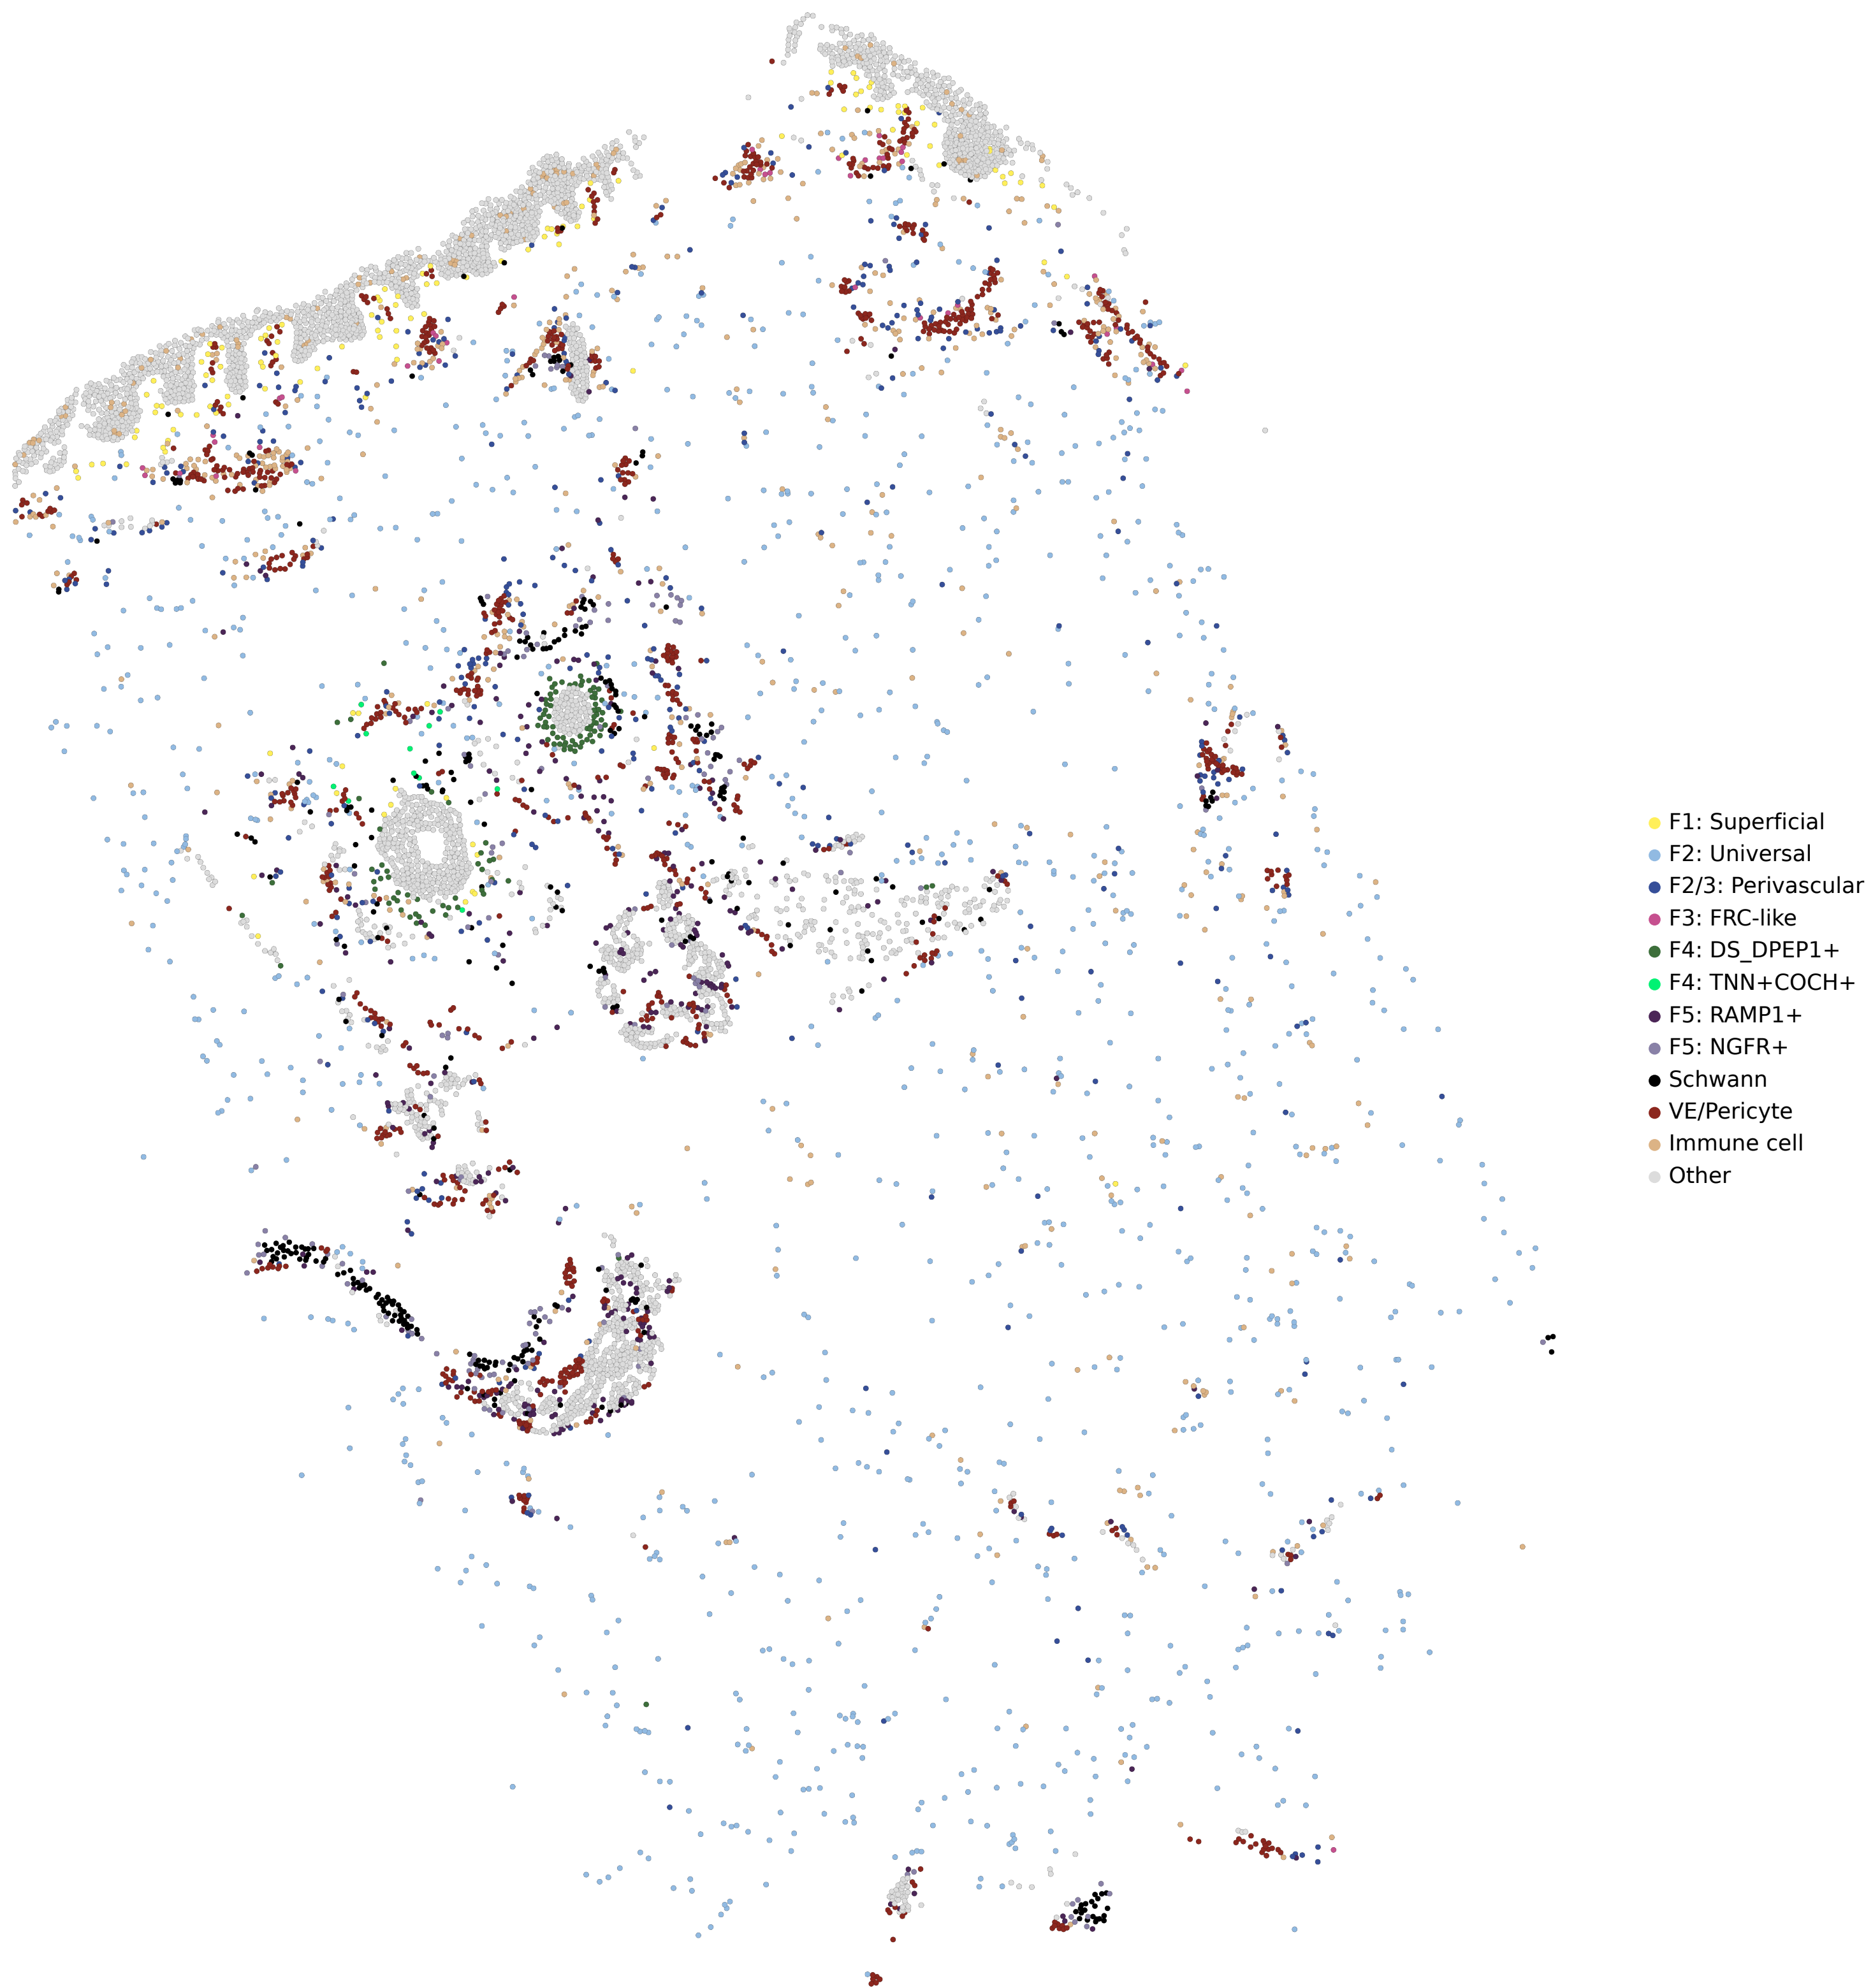 F1: Superficial
F2: Universal
F2/3: Perivascular
F3: FRC-like
F4: DS_DPEP1+
F4: TNN+COCH+
F5: RAMP1+
F5: NGFR+
Schwann
VE/Pericyte
Immune cell
Other